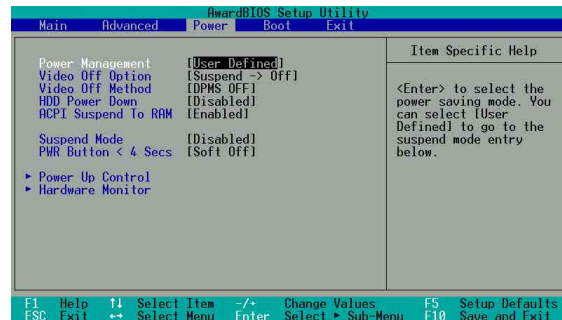 AwardBIOS Setup Utility
Main Advanced Power Boot Exit
Item Specific Help
Power Management [User Defined]
Video Off Option [Suspend -> Off]
Video Off Method [DPMS OFF]
HDD Power Down [Disabled]
ACPI Suspend To RAM [Enabled]
Suspend Mode [Disabled]
PWR Button < 4 Secs [Soft Off]
► Power Up Control
► Hardware Monitor
<Enter> to select the
power saving mode. You
can select [User
Defined] to go to the
suspend mode entry
below.
F1 Help ↑↓ Select Item -/+ Change Values F5 Setup Defaults
ESC Exit ↔ Select Menu Enter Select ► Sub-Menu F10 Save and Exit